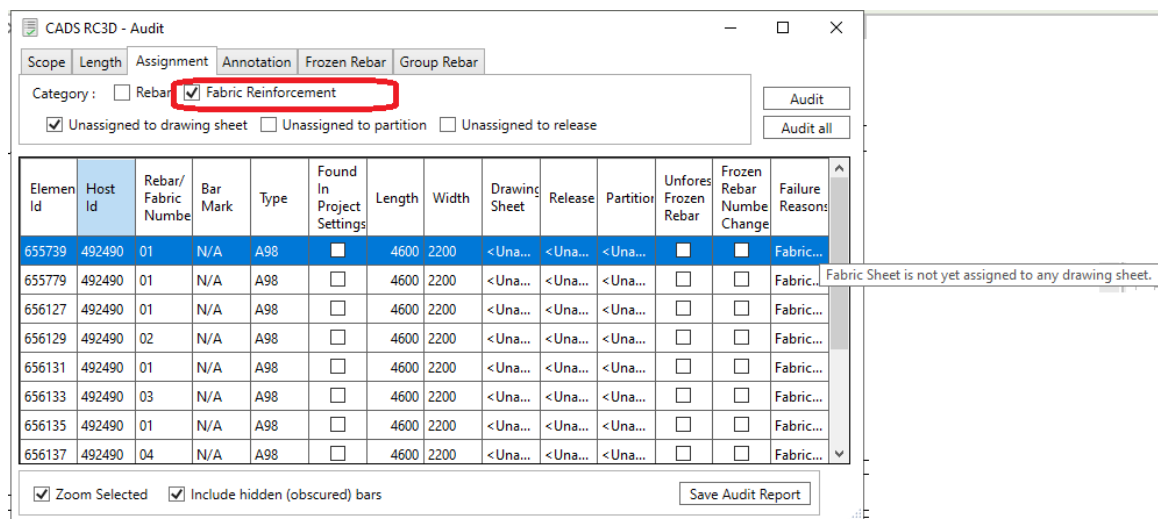 CADS RC3D - Audit
Scope Length Assignment Annotation Frozen Rebar Group Rebar
Category : Rebar Fabric Reinforcement
Audit
Unassigned to drawing sheet Unassigned to partition Unassigned to release
Audit all
Elemen Id Host Id Rebar/ Fabric Numbe Bar Mark Type Found In Project Settings Length Width Drawing Sheet Release Partition Unfores Frozen Rebar Frozen Rebar Numbe Change Failure Reasons
655739 492490 01 N/A A98 4600 2200 <Una... <Una... <Una... Fabric...
Fabric Sheet is not yet assigned to any drawing sheet.
655779 492490 01 N/A A98 4600 2200 <Una... <Una... <Una... Fabric...
656127 492490 01 N/A A98 4600 2200 <Una... <Una... <Una... Fabric...
656129 492490 02 N/A A98 4600 2200 <Una... <Una... <Una... Fabric...
656131 492490 01 N/A A98 4600 2200 <Una... <Una... <Una... Fabric...
656133 492490 03 N/A A98 4600 2200 <Una... <Una... <Una... Fabric...
656135 492490 01 N/A A98 4600 2200 <Una... <Una... <Una... Fabric...
656137 492490 04 N/A A98 4600 2200 <Una... <Una... <Una... Fabric...
Zoom Selected Include hidden (obscured) bars Save Audit Report